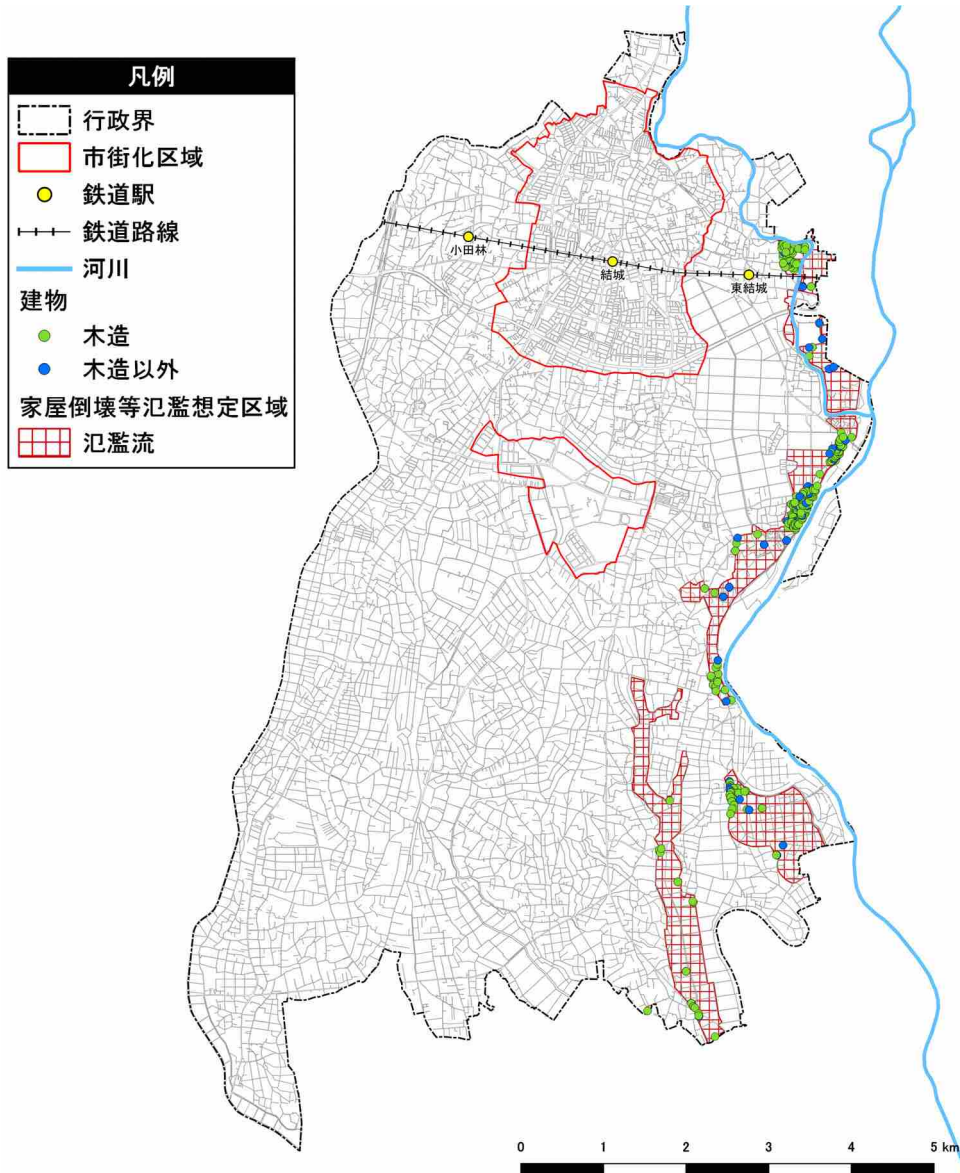 凡例
行政界
市街化区域
鉄道駅
鉄道路線
河川
建物
木造
木造以外
家屋倒壊等氾濫想定区域
氾濫流
小田林
結城
東結城
0 1 2 3 4 5 km